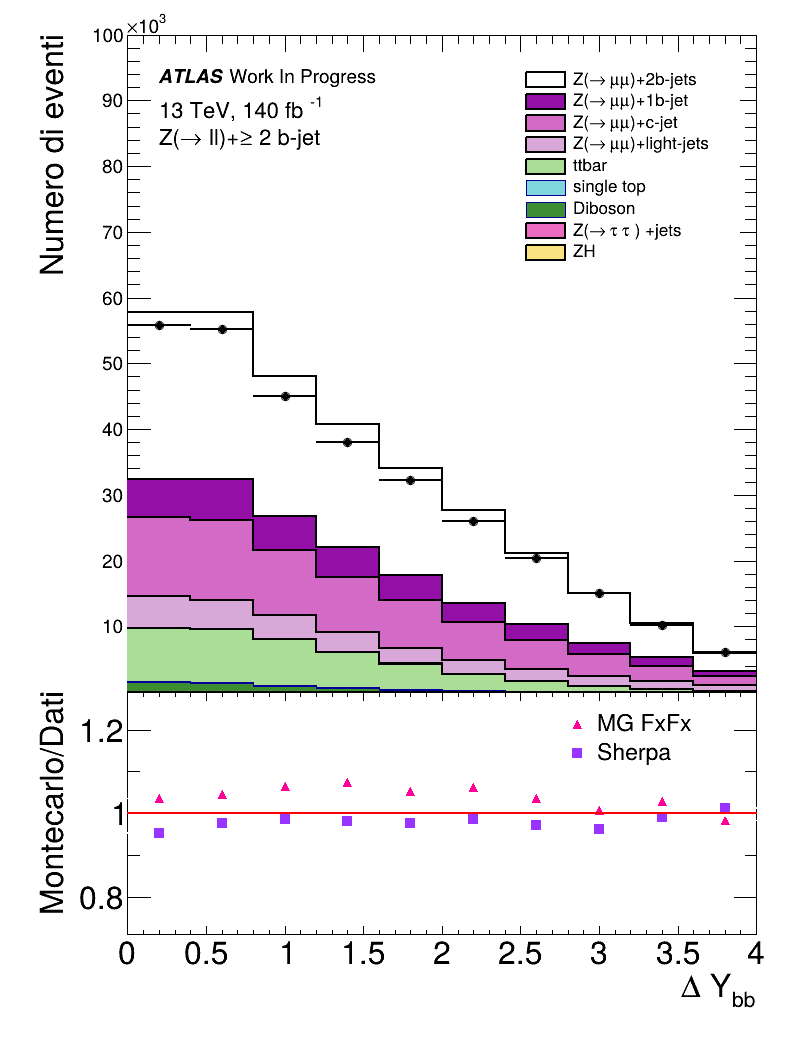 ×10³
100
90
80
70
60
50
40
30
20
10
Numero di eventi
ATLAS Work In Progress
13 TeV, 140 fb⁻¹
Z(→ ll)+≥ 2 b-jet
Z(→ μμ)+2b-jets
Z(→ μμ)+1b-jet
Z(→ μμ)+c-jet
Z(→ μμ)+light-jets
ttbar
single top
Diboson
Z(→ τ τ ) +jets
ZH
Montecarlo/Dati
1.2
1
0.8
MG FxFx
Sherpa
0 0.5 1 1.5 2 2.5 3 3.5 4
Δ Y_bb